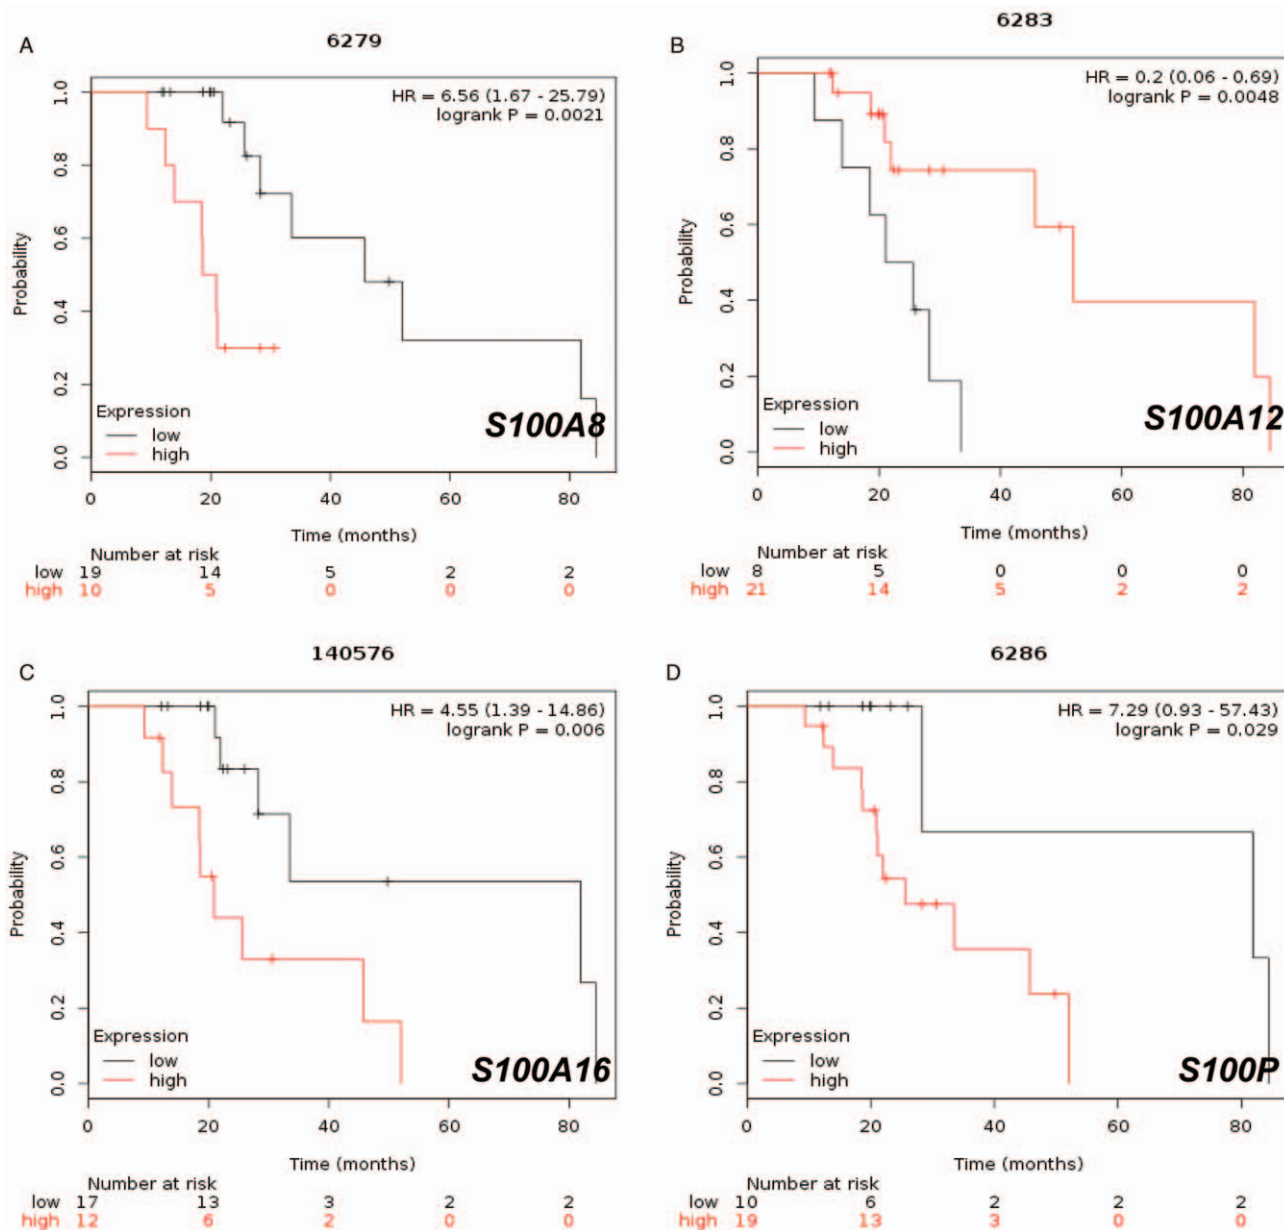 A
6279
HR = 6.56 (1.67 - 25.79)
logrank P = 0.0021
Probability
1.0
0.8
0.6
0.4
0.2
0.0
Expression
low
high
S100A8
0 20 40 60 80
Time (months)
Number at risk
low 19 14 5 2 2
high 10 5 0 0 0
B
6283
HR = 0.2 (0.06 - 0.69)
logrank P = 0.0048
Probability
1.0
0.8
0.6
0.4
0.2
0.0
Expression
low
high
S100A12
0 20 40 60 80
Time (months)
Number at risk
low 8 5 0 0 0
high 21 14 5 2 2
C
140576
HR = 4.55 (1.39 - 14.86)
logrank P = 0.006
Probability
1.0
0.8
0.6
0.4
0.2
0.0
Expression
low
high
S100A16
0 20 40 60 80
Time (months)
Number at risk
low 17 13 3 2 2
high 12 6 2 0 0
D
6286
HR = 7.29 (0.93 - 57.43)
logrank P = 0.029
Probability
1.0
0.8
0.6
0.4
0.2
0.0
Expression
low
high
S100P
0 20 40 60 80
Time (months)
Number at risk
low 10 6 2 2 2
high 19 13 3 0 0